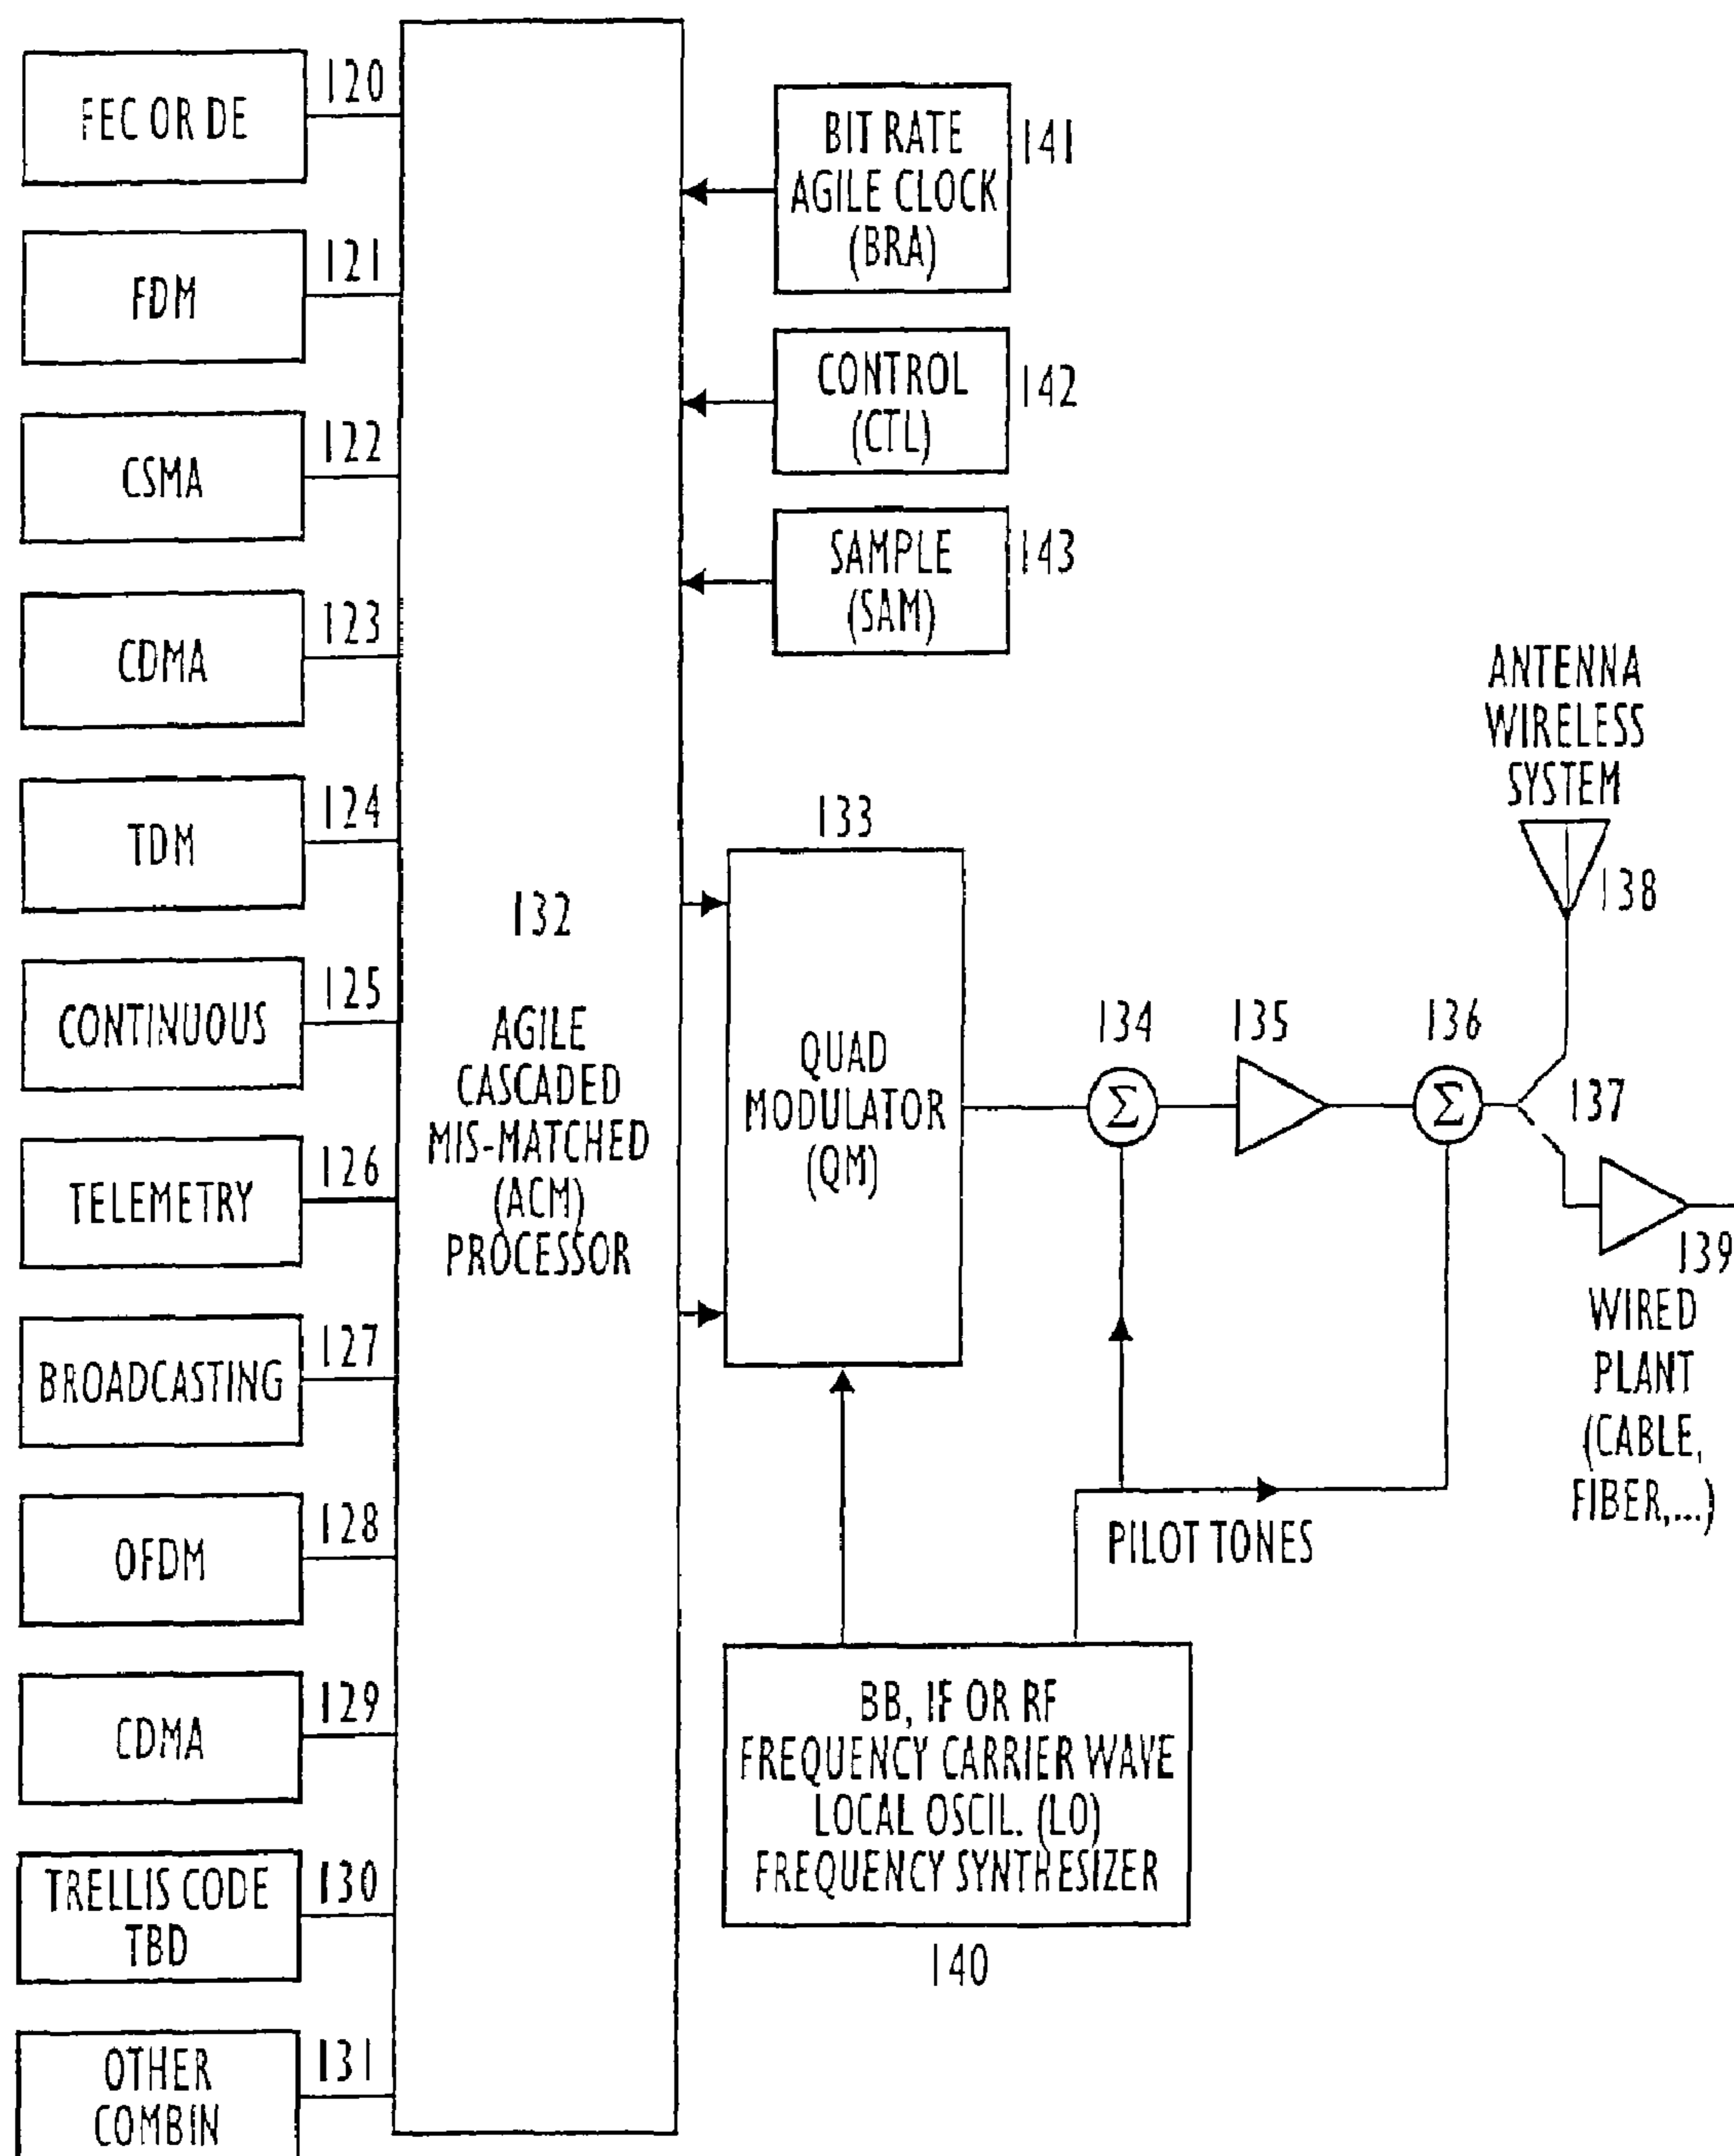 FEC OR DE
120
FDM
121
CSMA
122
CDMA
123
TDM
124
CONTINUOUS
125
TELEMETRY
126
BROADCASTING
127
OFDM
128
CDMA
129
TRELLIS CODE
TBD
130
OTHER
COMBIN
131
132
AGILE
CASCADED
MIS-MATCHED
(ACM)
PROCESSOR
BIT RATE
AGILE CLOCK
(BRA)
141
CONTROL
(CTL)
142
SAMPLE
(SAM)
143
133
QUAD
MODULATOR
(QM)
134
Σ
135
136
Σ
137
ANTENNA
WIRELESS
SYSTEM
138
139
WIRED
PLANT
(CABLE,
FIBER,...)
PILOT TONES
BB, IF OR RF
FREQUENCY CARRIER WAVE
LOCAL OSCIL. (LO)
FREQUENCY SYNTHESIZER
140